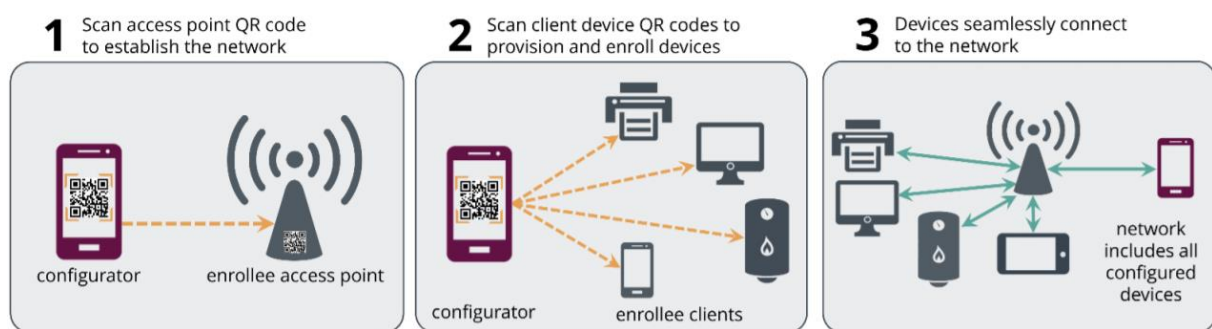 1 Scan access point QR code
to establish the network
configurator
enrollee access point
2 Scan client device QR codes to
provision and enroll devices
configurator
enrollee clients
3 Devices seamlessly connect
to the network
network
includes all
configured
devices